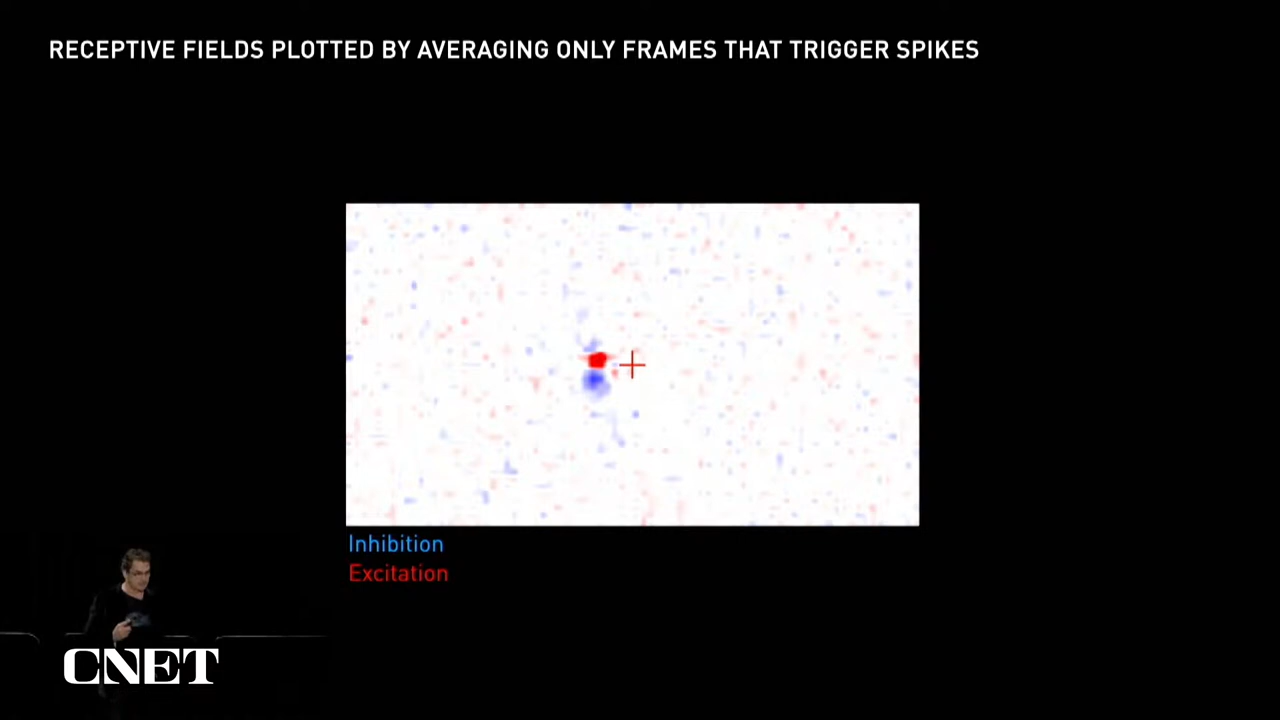 RECEPTIVE FIELDS PLOTTED BY AVERAGING ONLY FRAMES THAT TRIGGER SPIKES
Inhibition
Excitation
CNET